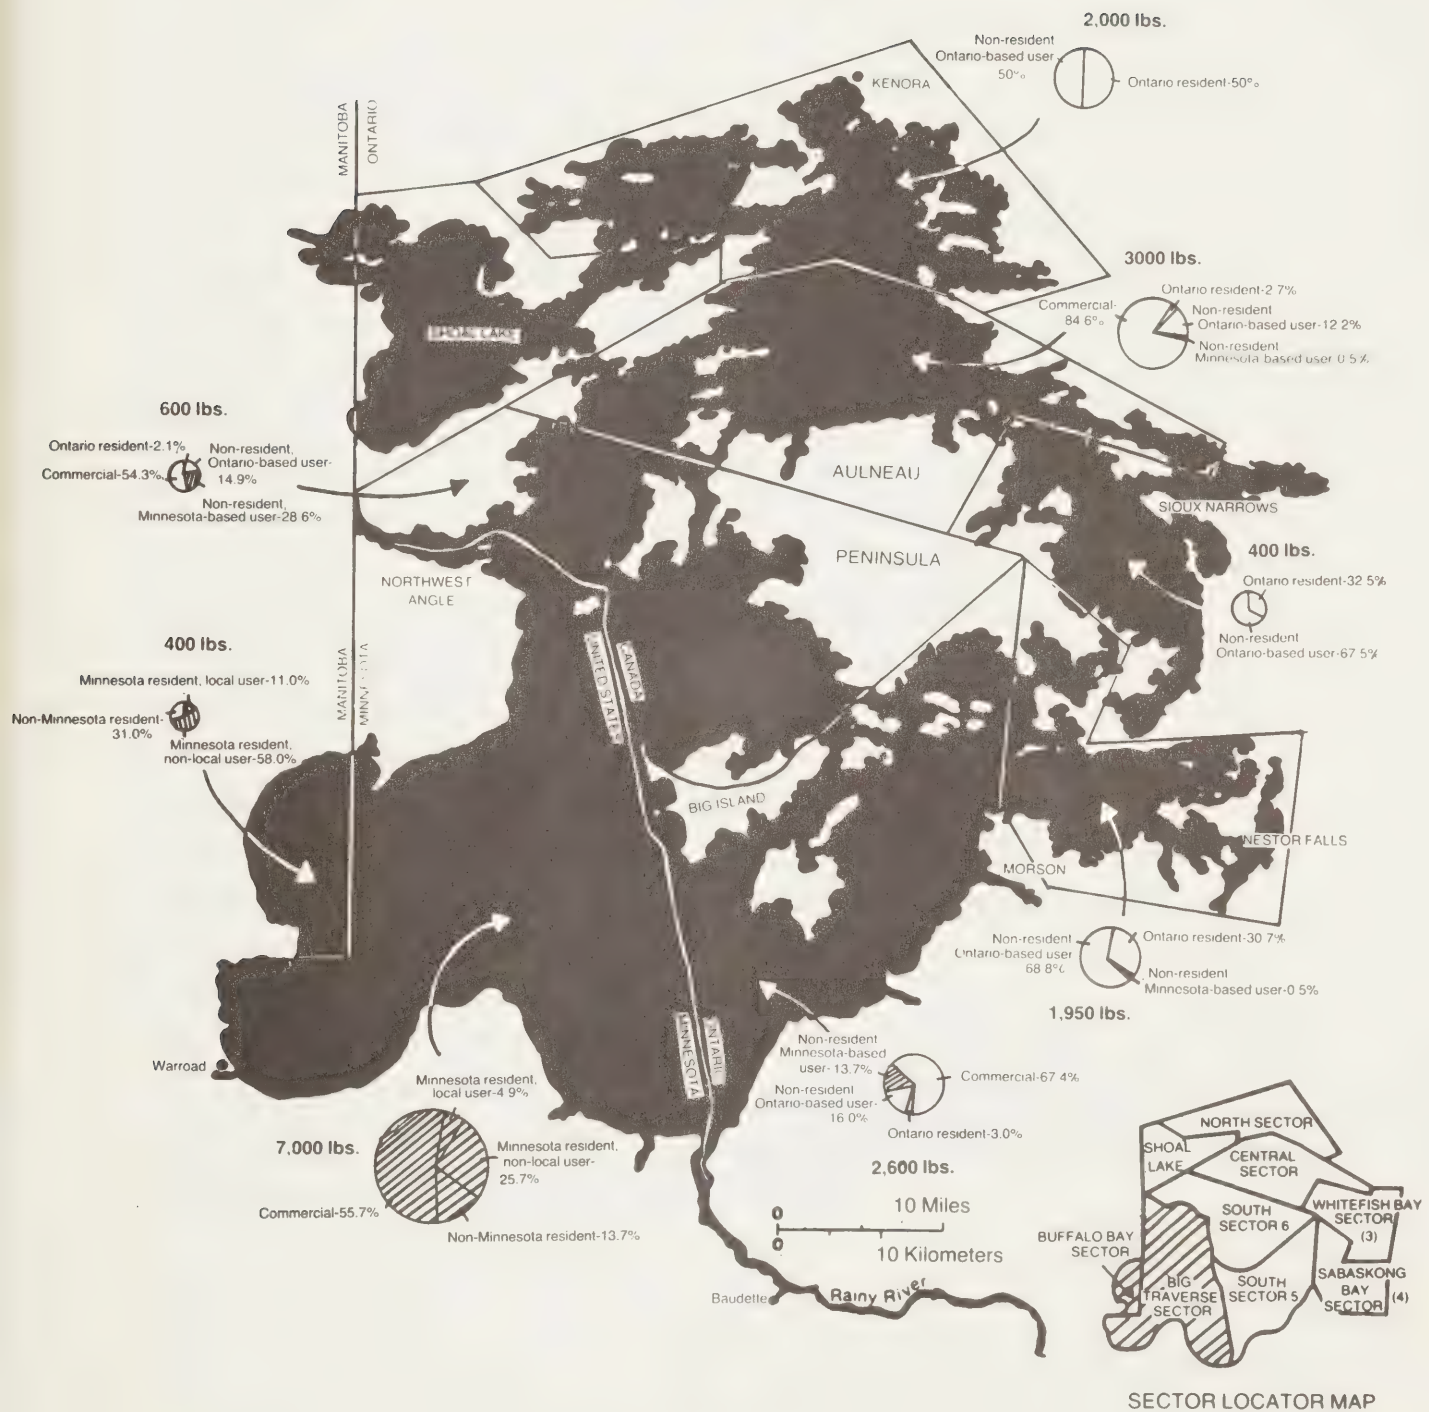 2,000 lbs.
Non-resident
Ontario-based user
50%
Ontario resident-50%
KENORA
MANITOBA
ONTARIO
3000 lbs.
Ontario resident-2 7%
Commercial-
84 6%
Non-resident
Ontario-based user-12 2%
Non-resident
Minnesota based user 0 5%
SHOAL LAKE
600 lbs.
Ontario resident-2.1%
Non-resident,
Ontario-based user-
14.9%
Commercial-54.3%
Non-resident,
Minnesota-based user-28 6%
AULNEAU
SIOUX NARROWS
PENINSULA
400 lbs.
Ontario resident-32 5%
Non-resident
Ontario-based user-67 5%
NORTHWEST
ANGLE
400 lbs.
MANITOBA
UNITED STATES
CANADA
Minnesota resident, local user-11.0%
Non-Minnesota resident-
31.0%
Minnesota resident,
non-local user-58.0%
BIG ISLAND
NESTOR FALLS
MORSON
Non-resident
Ontario-based user
68 8%
Ontario resident-30 7%
Non-resident
Minnesota-based user-0 5%
1,950 lbs.
MINNESOTA
Warroad
Non-resident
Minnesota-based
user-13.7%
Commercial-67 4%
Non-resident
Ontario-based user-
16.0%
Ontario resident-3.0%
2,600 lbs.
Minnesota resident,
local user-4 9%
7,000 lbs.
Minnesota resident,
non-local user-
25.7%
Commercial-55.7%
Non-Minnesota resident-13.7%
0
10 Miles
0
10 Kilometers
Baudette
Rainy River
NORTH SECTOR
SHOAL
LAKE
CENTRAL
SECTOR
WHITEFISH BAY
SECTOR
(3)
SOUTH
SECTOR 6
BUFFALO BAY
SECTOR
BIG
TRAVERSE
SECTOR
SOUTH
SECTOR 5
SABASKONG
BAY
SECTOR
(4)
SECTOR LOCATOR MAP